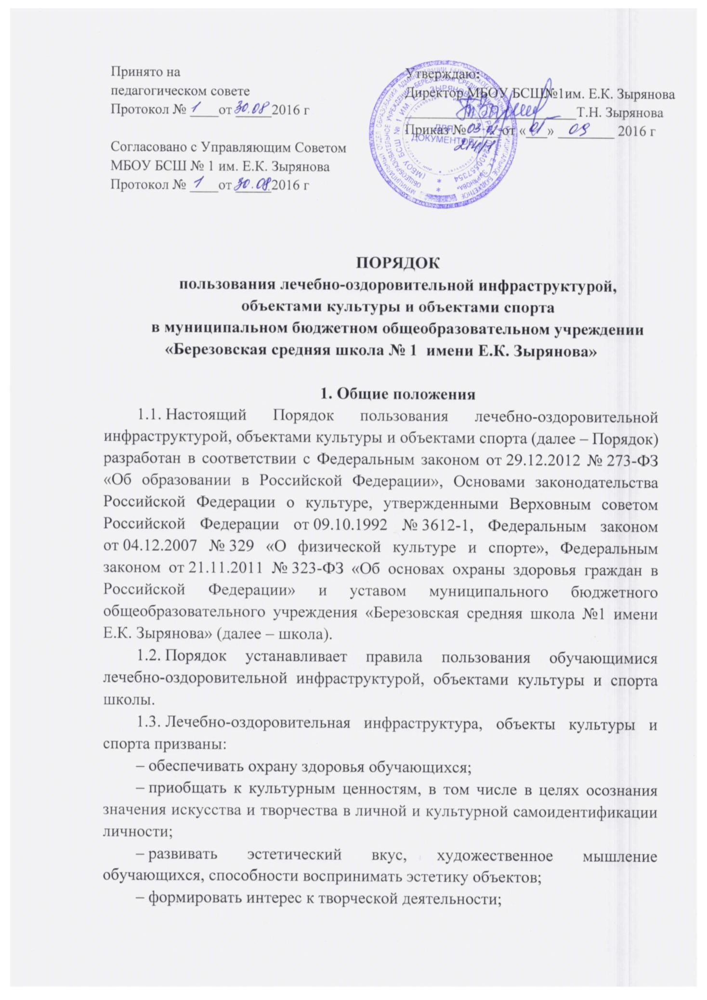 Принято на
педагогическом совете
Протокол № 1 от 30.08 2016 г
Согласовано с Управляющим Советом
МБОУ БСШ № 1 им. Е.К. Зырянова
Протокол № 1 от 30.08.2016 г
Утверждаю:
Директор МБОУ БСШ№1им. Е.К. Зырянова
Т.Н. Зырянова
Приказ № 03-02 от «01» 09 2016 г
214/1
ДЛЯ
ДОКУМЕНТОВ
ПОРЯДОК
пользования лечебно-оздоровительной инфраструктурой,
объектами культуры и объектами спорта
в муниципальном бюджетном общеобразовательном учреждении
«Березовская средняя школа № 1 имени Е.К. Зырянова»
1. Общие положения
1.1. Настоящий Порядок пользования лечебно-оздоровительной
инфраструктурой, объектами культуры и объектами спорта (далее – Порядок)
разработан в соответствии с Федеральным законом от 29.12.2012 № 273-ФЗ
«Об образовании в Российской Федерации», Основами законодательства
Российской Федерации о культуре, утвержденными Верховным советом
Российской Федерации от 09.10.1992 № 3612-1, Федеральным законом
от 04.12.2007 № 329 «О физической культуре и спорте», Федеральным
законом от 21.11.2011 № 323-ФЗ «Об основах охраны здоровья граждан в
Российской Федерации» и уставом муниципального бюджетного
общеобразовательного учреждения «Березовская средняя школа №1 имени
Е.К. Зырянова» (далее – школа).
1.2. Порядок устанавливает правила пользования обучающимися
лечебно-оздоровительной инфраструктурой, объектами культуры и спорта
школы.
1.3. Лечебно-оздоровительная инфраструктура, объекты культуры и
спорта призваны:
– обеспечивать охрану здоровья обучающихся;
– приобщать к культурным ценностям, в том числе в целях осознания
значения искусства и творчества в личной и культурной самоидентификации
личности;
– развивать эстетический вкус, художественное мышление
обучающихся, способности воспринимать эстетику объектов;
– формировать интерес к творческой деятельности;